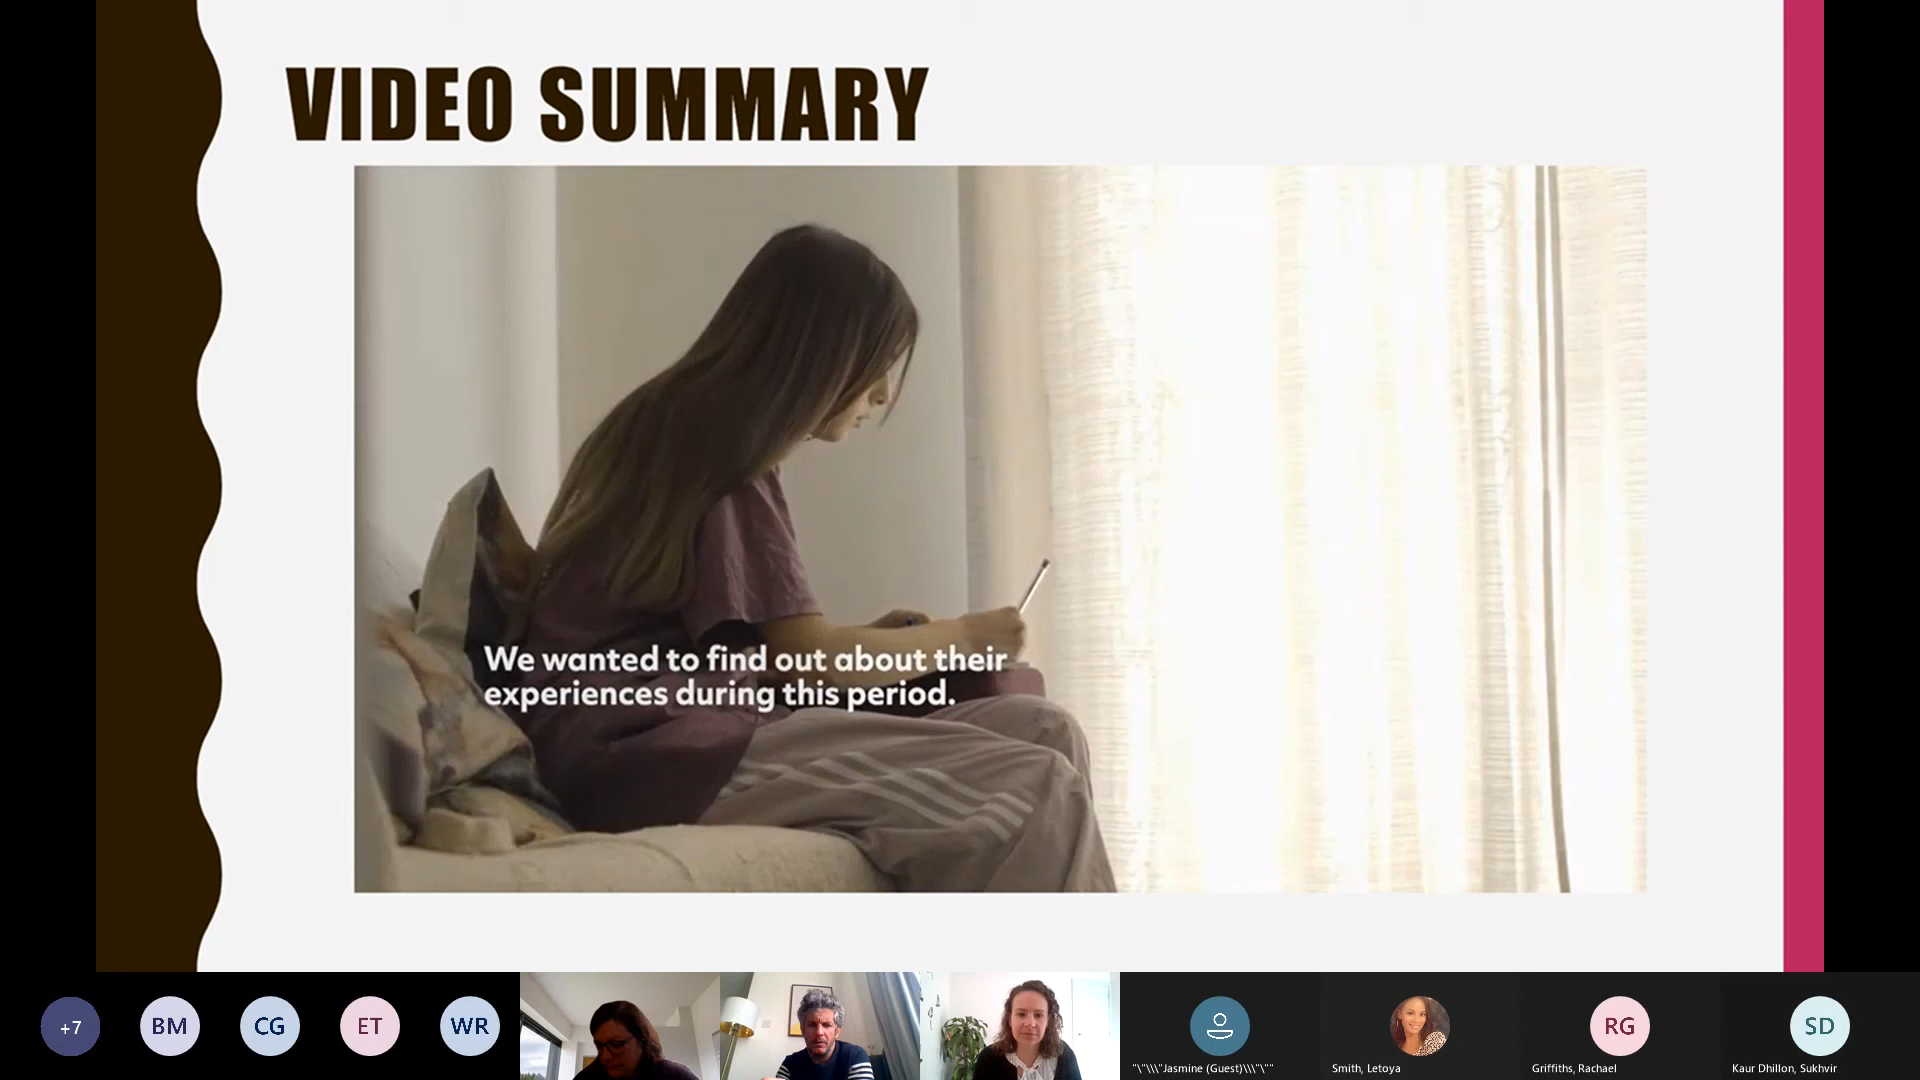 VIDEO SUMMARY
We wanted to find out about their
experiences during this period.
+7
BM
CG
ET
WR
"\"\\\"Jasmine (Guest)\\\"\""
Smith, Letoya
RG
Griffiths, Rachael
SD
Kaur Dhillon, Sukhvir